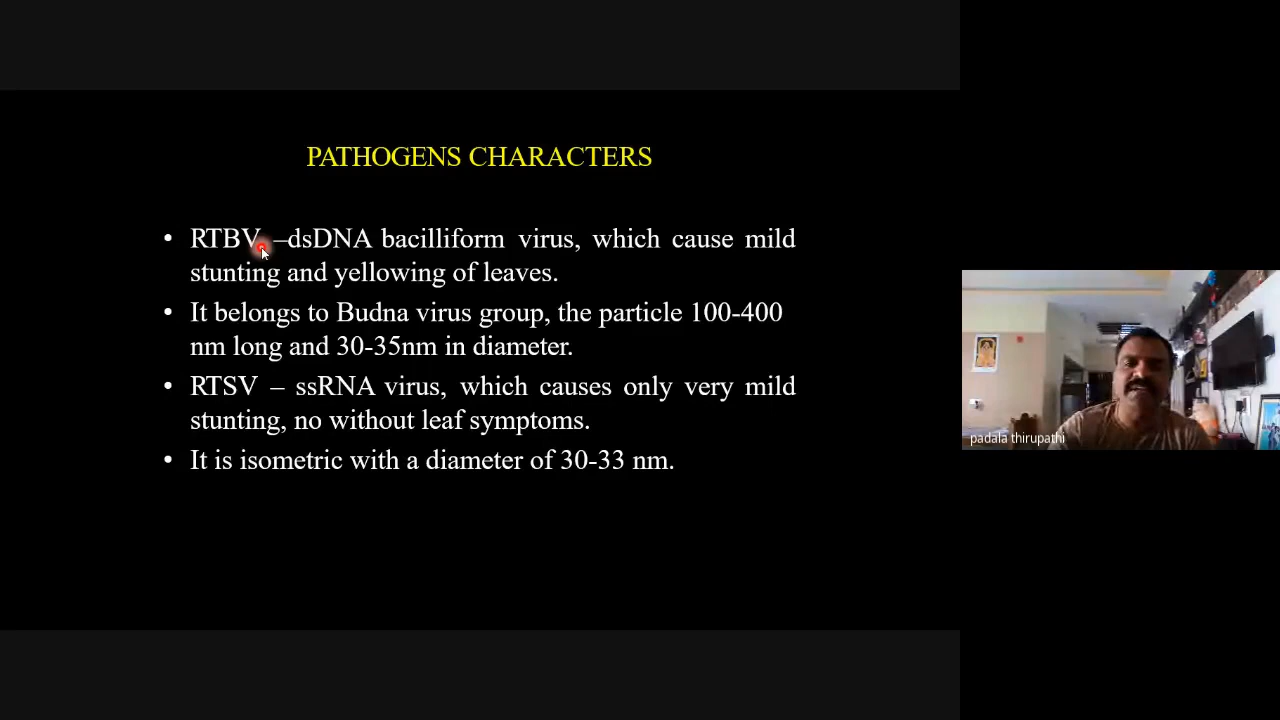 PATHOGENS CHARACTERS
• RTBV –dsDNA bacilliform virus, which cause mild
stunting and yellowing of leaves.
• It belongs to Budna virus group, the particle 100-400
nm long and 30-35nm in diameter.
• RTSV – ssRNA virus, which causes only very mild
stunting, no without leaf symptoms.
• It is isometric with a diameter of 30-33 nm.
padala thirupathi